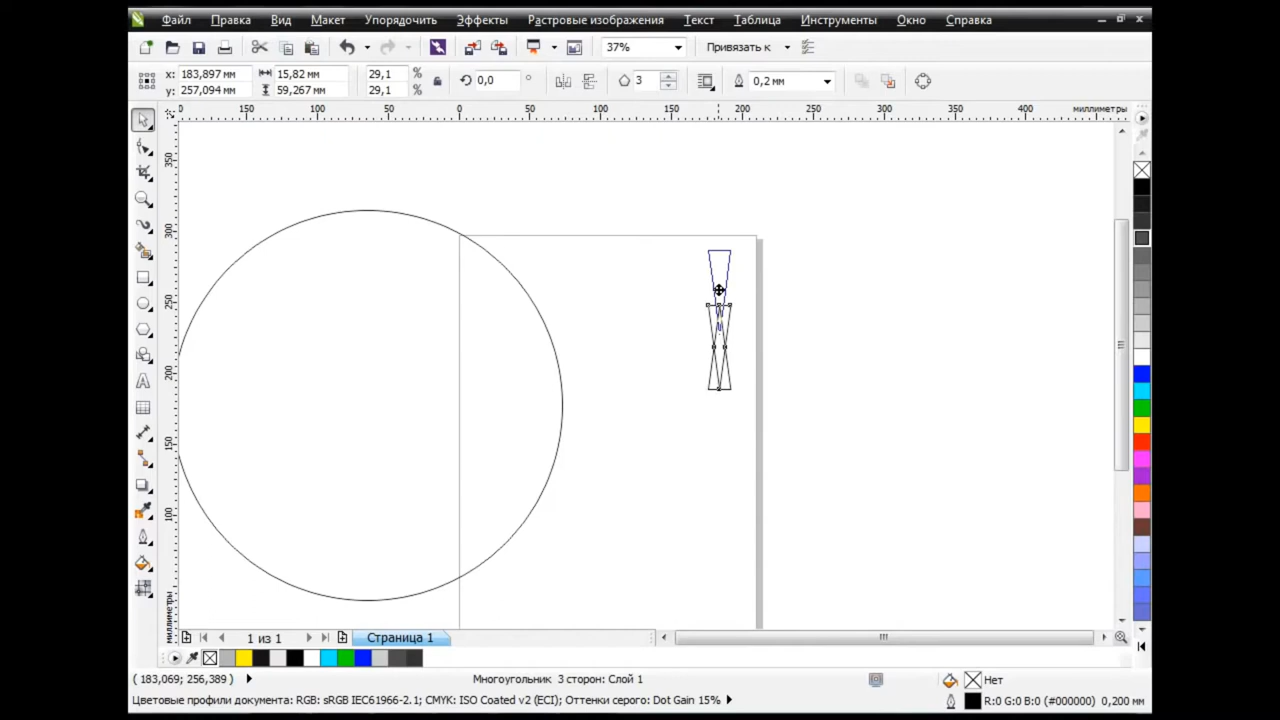 Файл Правка Вид Макет Упорядочить Эффекты Растровые изображения Текст Таблица Инструменты Окно Справка
37% Привязать к
x: 183,897 мм 15,82 мм 29,1 % 0,0 ° 3 0,2 мм
y: 257,094 мм 59,267 мм 29,1 %
0 150 100 50 0 50 100 150 200 250 300 350 400 миллиметры
350
300
250
200
150
100
миллиметры
1 из 1 Страница 1
( 183,069; 256,389 ) Многоугольник 3 сторон: Слой 1 Нет
Цветовые профили документа: RGB: sRGB IEC61966-2.1; CMYK: ISO Coated v2 (ECI); Оттенки серого: Dot Gain 15% R:0 G:0 B:0 (#000000) 0,200 мм